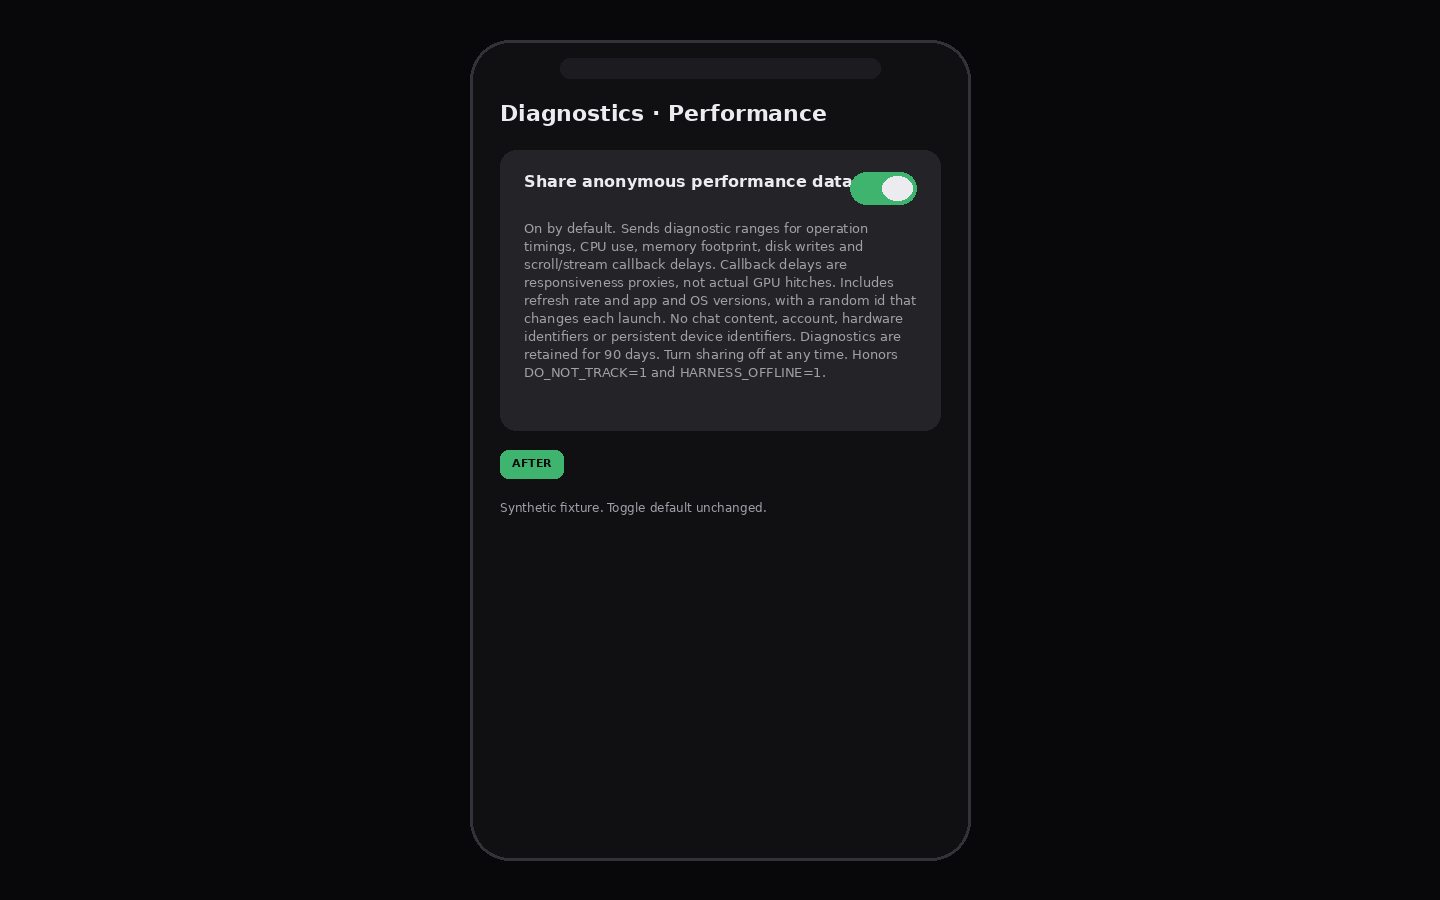 Diagnostics · Performance
Share anonymous performance data
On by default. Sends diagnostic ranges for operation
timings, CPU use, memory footprint, disk writes and
scroll/stream callback delays. Callback delays are
responsiveness proxies, not actual GPU hitches. Includes
refresh rate and app and OS versions, with a random id that
changes each launch. No chat content, account, hardware
identifiers or persistent device identifiers. Diagnostics are
retained for 90 days. Turn sharing off at any time. Honors
DO_NOT_TRACK=1 and HARNESS_OFFLINE=1.
AFTER
Synthetic fixture. Toggle default unchanged.